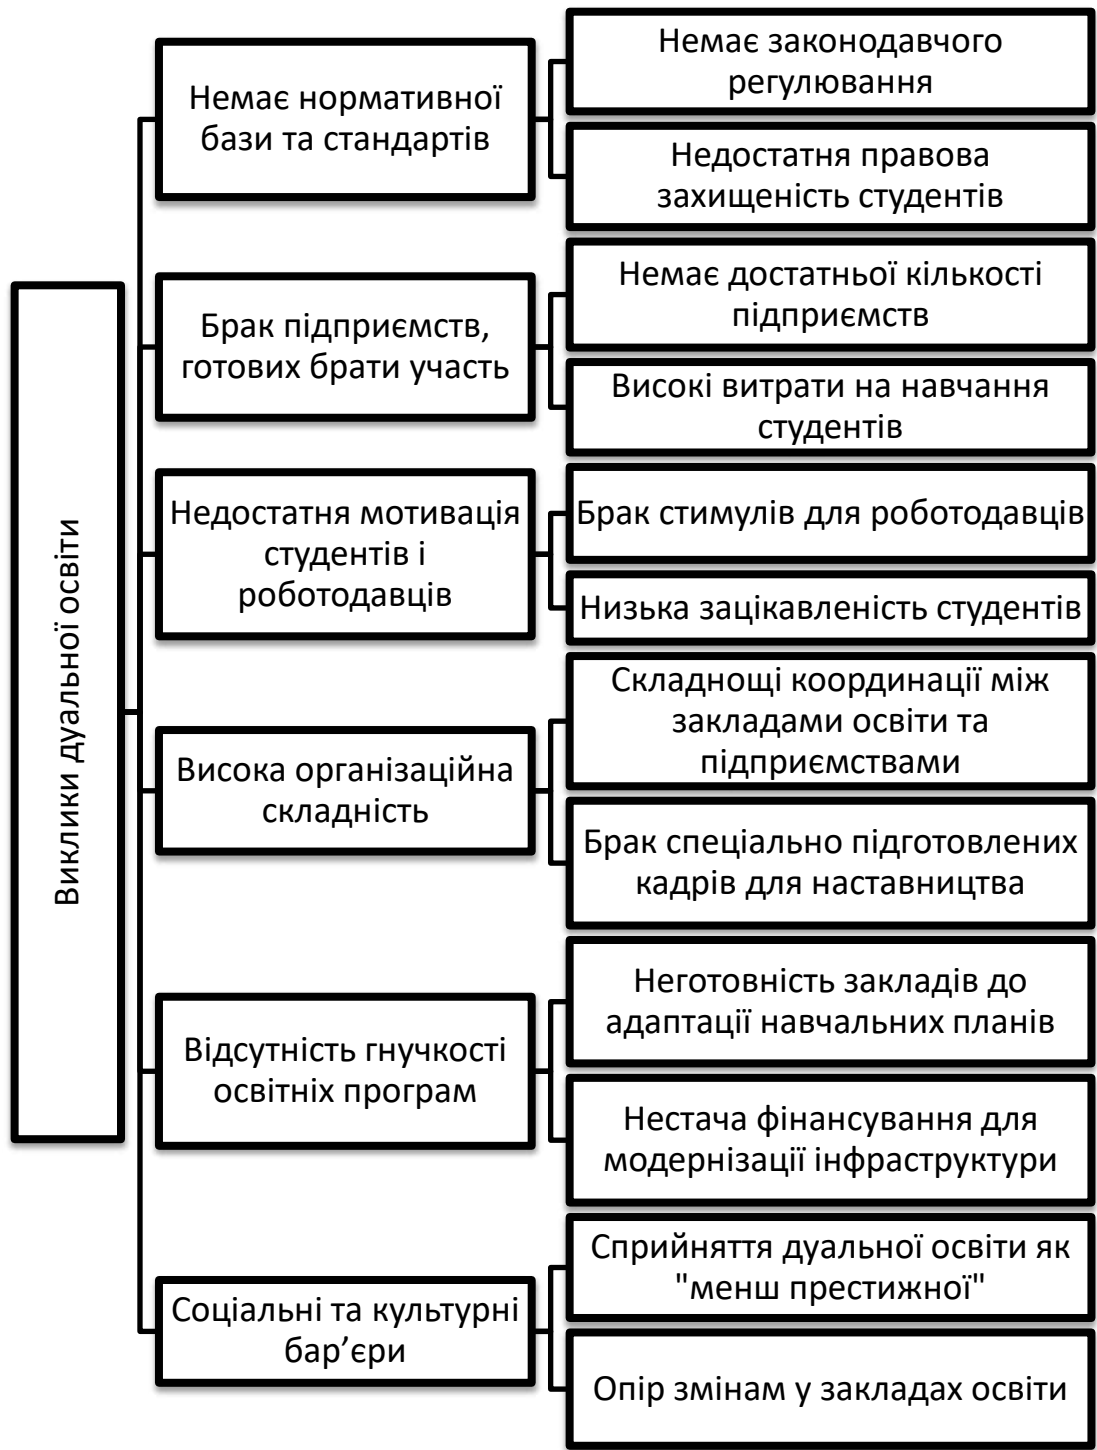 Виклики дуальної освіти
Немає нормативної
бази та стандартів
Немає законодавчого
регулювання
Недостатня правова
захищеність студентів
Брак підприємств,
готових брати участь
Немає достатньої кількості
підприємств
Високі витрати на навчання
студентів
Недостатня мотивація
студентів і
роботодавців
Брак стимулів для роботодавців
Низька зацікавленість студентів
Висока організаційна
складність
Складнощі координації між
закладами освіти та
підприємствами
Брак спеціально підготовлених
кадрів для наставництва
Відсутність гнучкості
освітніх програм
Неготовність закладів до
адаптації навчальних планів
Нестача фінансування для
модернізації інфраструктури
Соціальні та культурні
бар’єри
Сприйняття дуальної освіти як
"менш престижної"
Опір змінам у закладах освіти